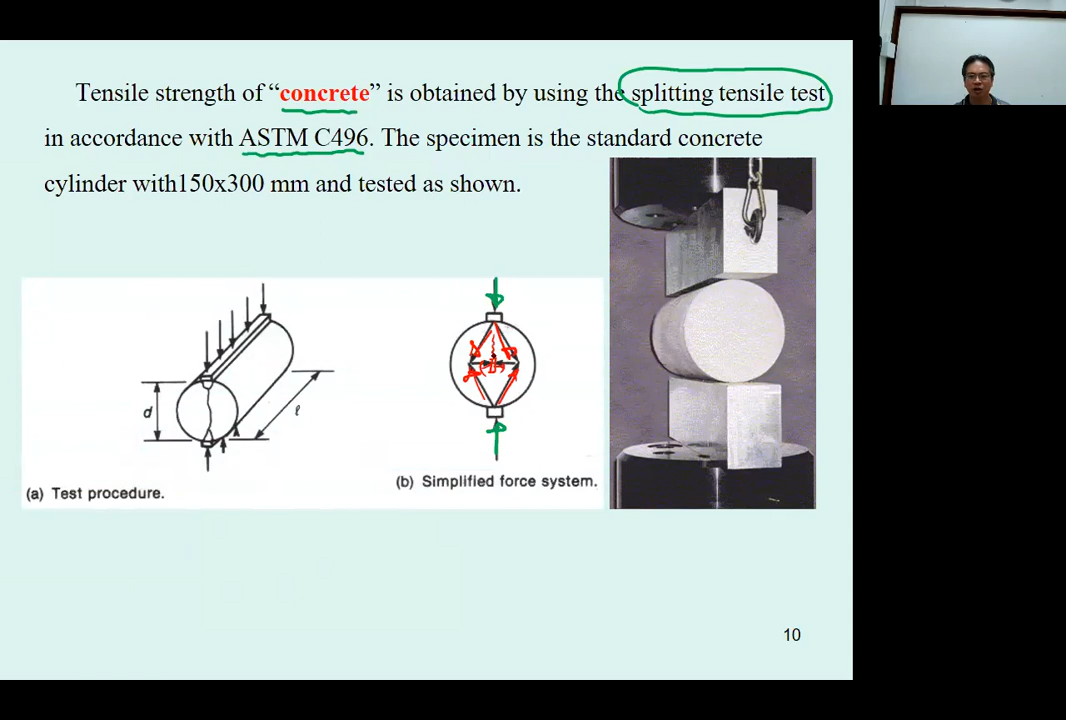 Tensile strength of “concrete” is obtained by using the splitting tensile test
in accordance with ASTM C496. The specimen is the standard concrete
cylinder with150x300 mm and tested as shown.
d
ℓ
(a) Test procedure.
(b) Simplified force system.
10